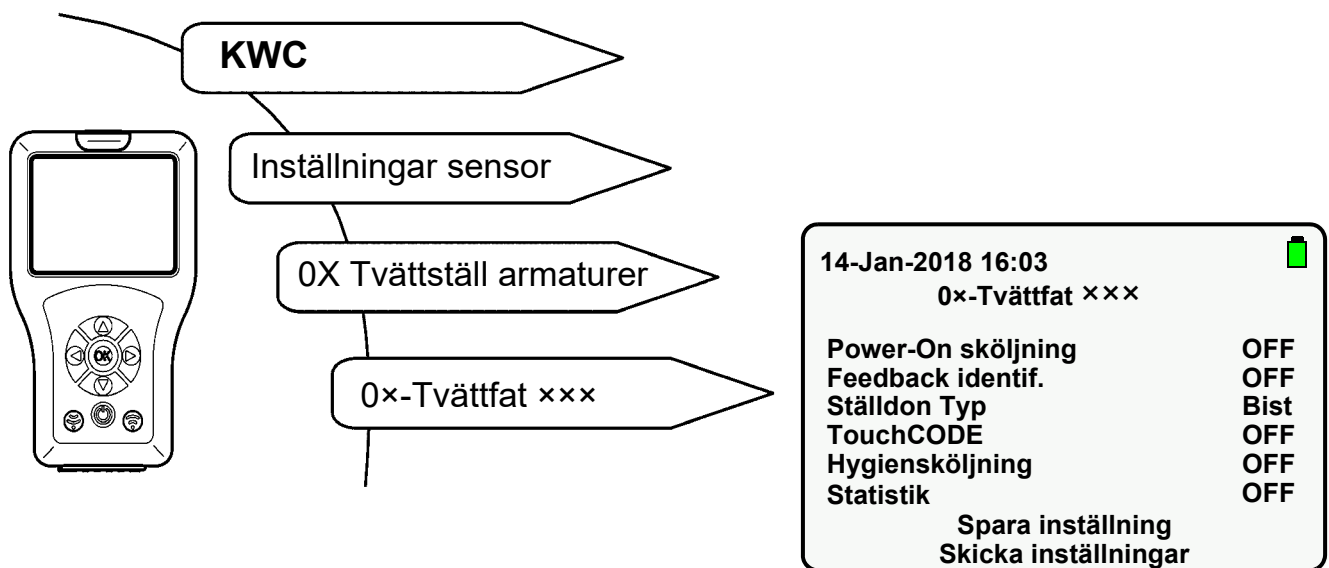 KWC
Inställningar sensor
0X Tvättställ armaturer
0×-Tvättfat ×××
OK
14-Jan-2018 16:03
0×-Tvättfat ×××
Power-On sköljning OFF
Feedback identif. OFF
Ställdon Typ Bist
TouchCODE OFF
Hygiensköljning OFF
Statistik OFF
Spara inställning
Skicka inställningar